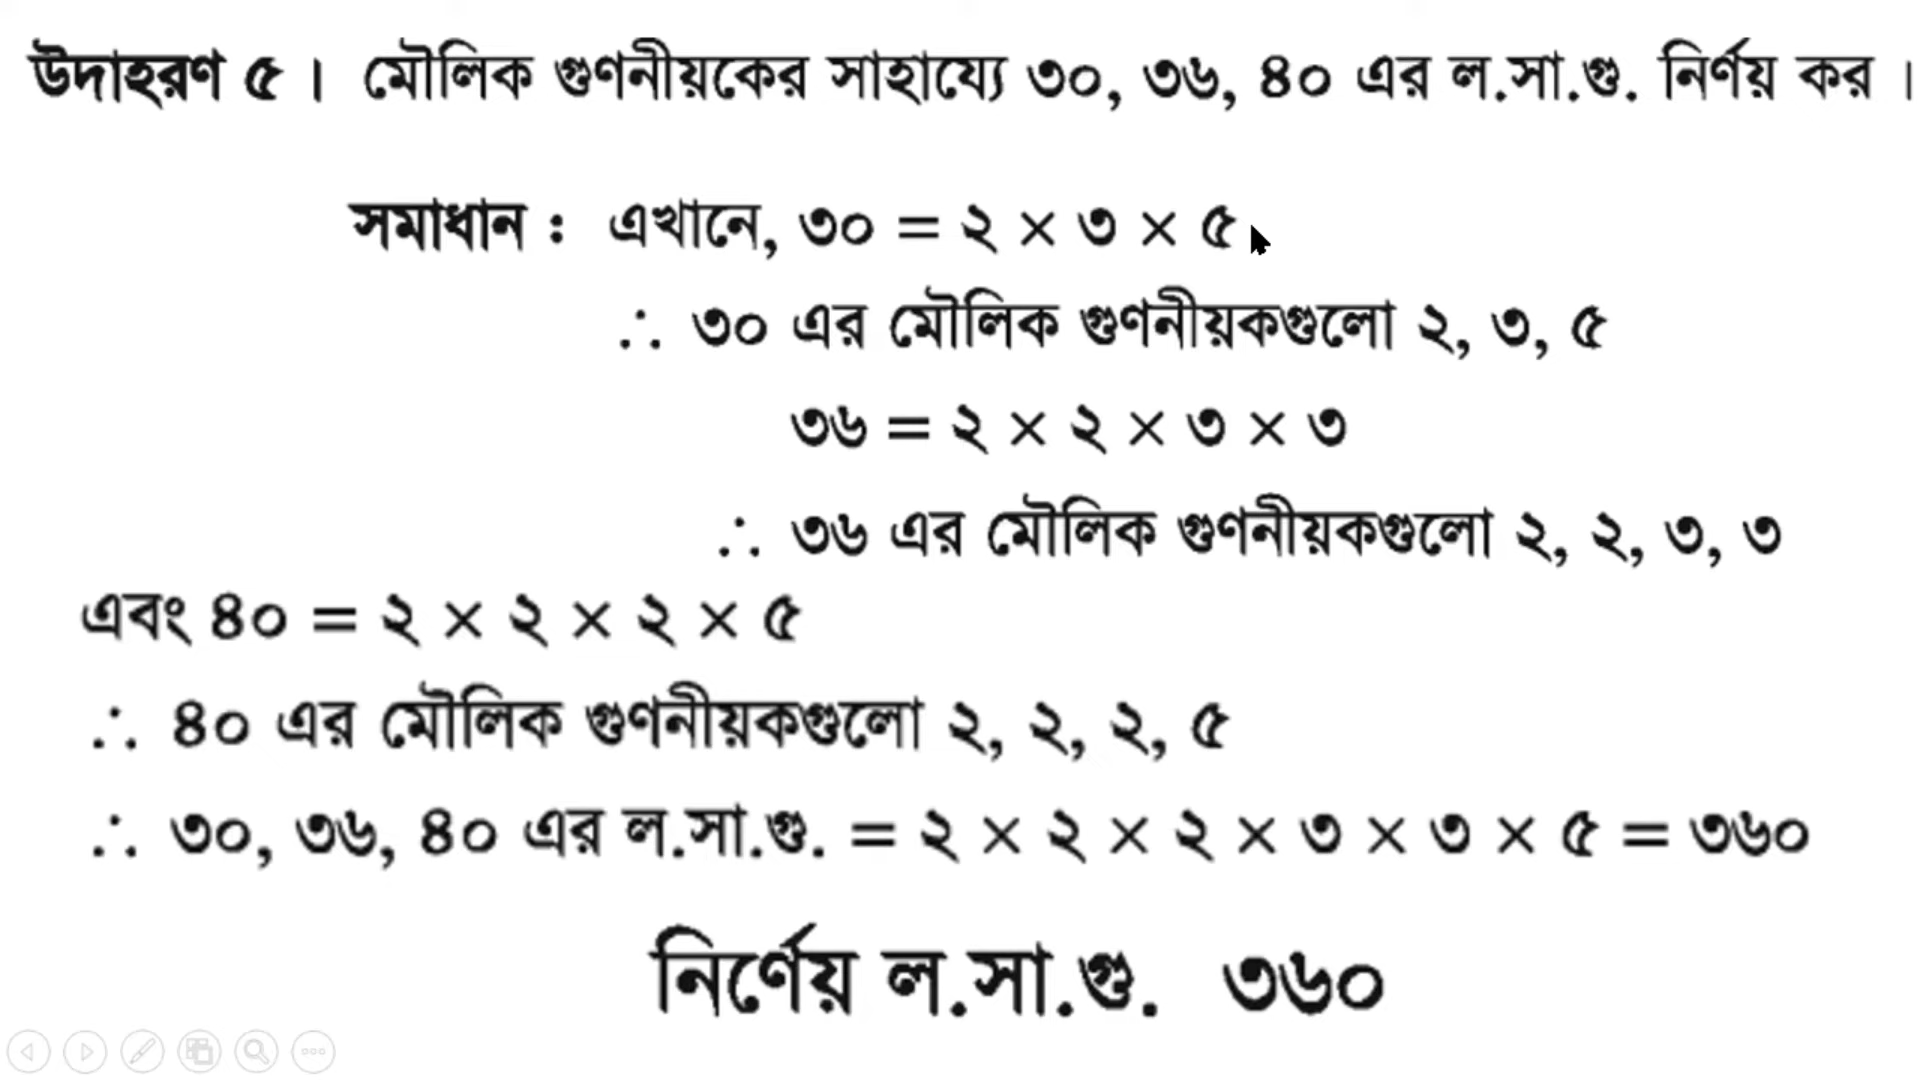 উদাহরণ ৫ । মৌলিক গুণনীয়কের সাহায্যে ৩০, ৩৬, ৪০ এর ল.সা.গু. নির্ণয় কর ।
সমাধান : এখানে, ৩০ = ২ × ৩ × ৫
∴ ৩০ এর মৌলিক গুণনীয়কগুলো ২, ৩, ৫
৩৬ = ২ × ২ × ৩ × ৩
∴ ৩৬ এর মৌলিক গুণনীয়কগুলো ২, ২, ৩, ৩
এবং ৪০ = ২ × ২ × ২ × ৫
∴ ৪০ এর মৌলিক গুণনীয়কগুলো ২, ২, ২, ৫
∴ ৩০, ৩৬, ৪০ এর ল.সা.গু. = ২ × ২ × ২ × ৩ × ৩ × ৫ = ৩৬০
নির্ণেয় ল.সা.গু. ৩৬০